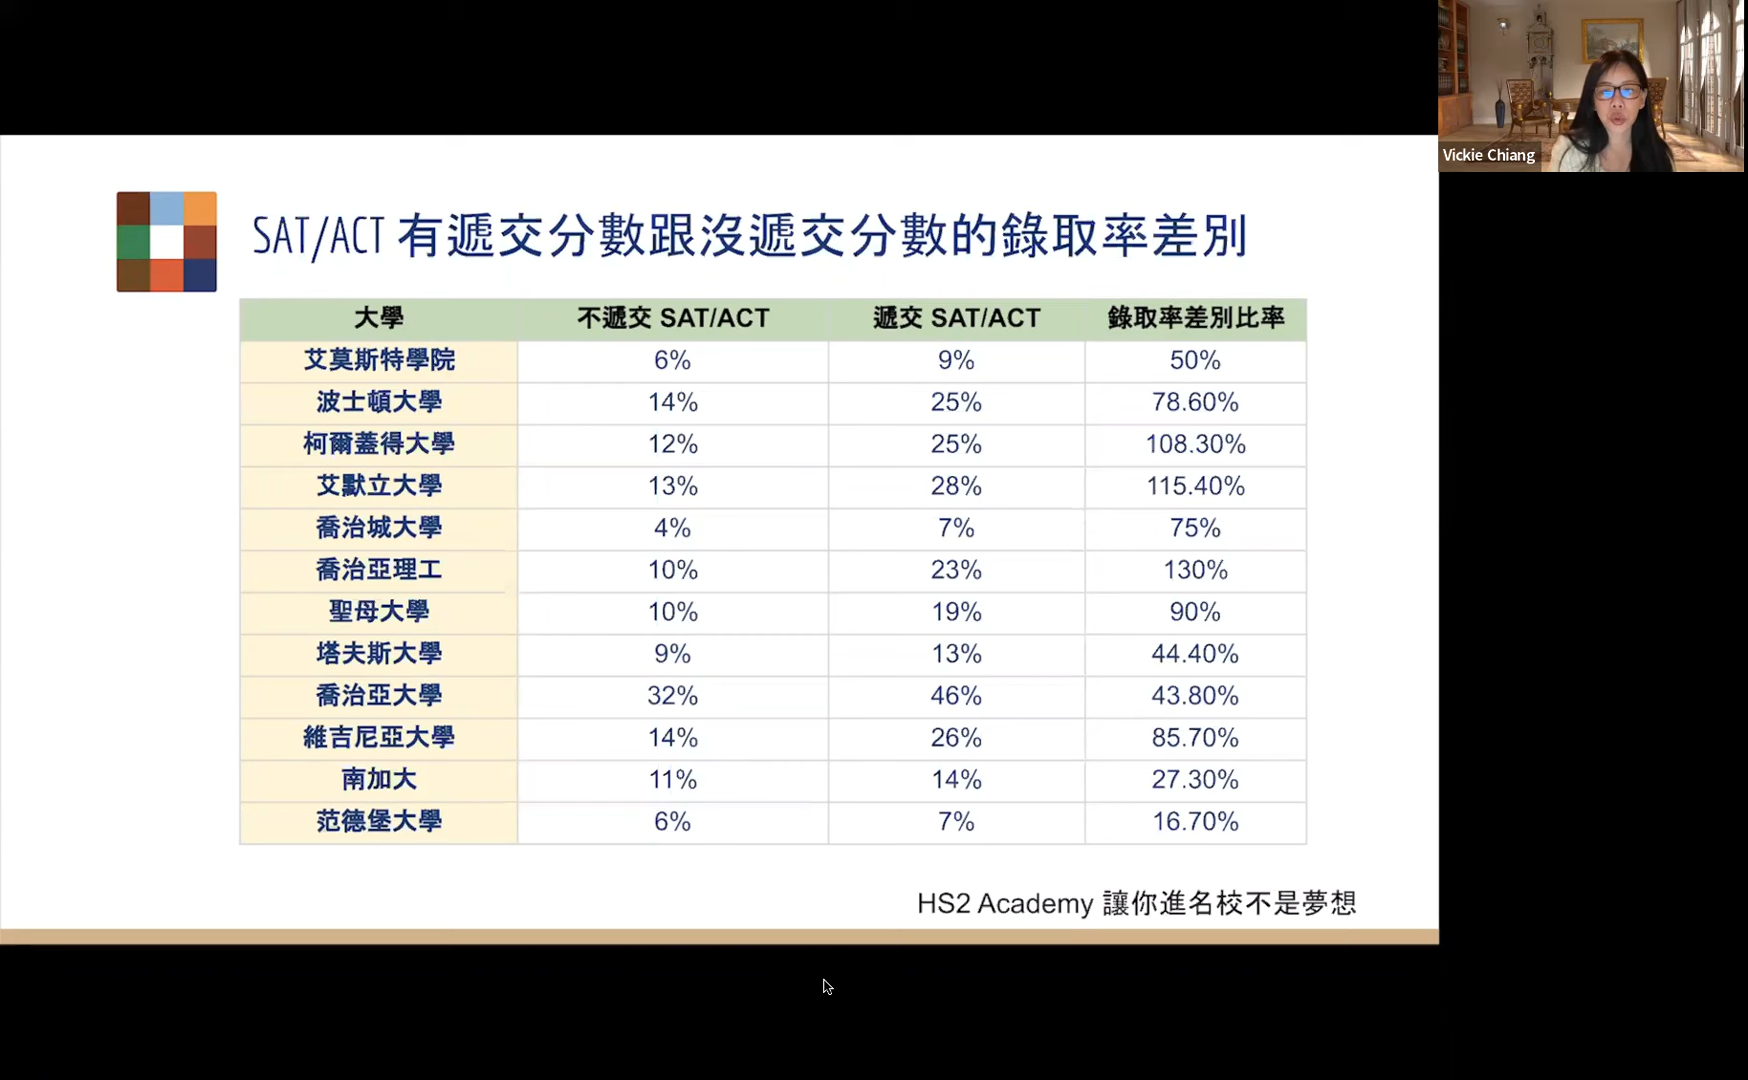 Vickie Chiang
SAT/ACT 有遞交分數跟沒遞交分數的錄取率差別
大學 不遞交 SAT/ACT 遞交 SAT/ACT 錄取率差別比率
艾莫斯特學院 6% 9% 50%
波士頓大學 14% 25% 78.60%
柯爾蓋得大學 12% 25% 108.30%
艾默立大學 13% 28% 115.40%
喬治城大學 4% 7% 75%
喬治亞理工 10% 23% 130%
聖母大學 10% 19% 90%
塔夫斯大學 9% 13% 44.40%
喬治亞大學 32% 46% 43.80%
維吉尼亞大學 14% 26% 85.70%
南加大 11% 14% 27.30%
范德堡大學 6% 7% 16.70%
HS2 Academy 讓你進名校不是夢想